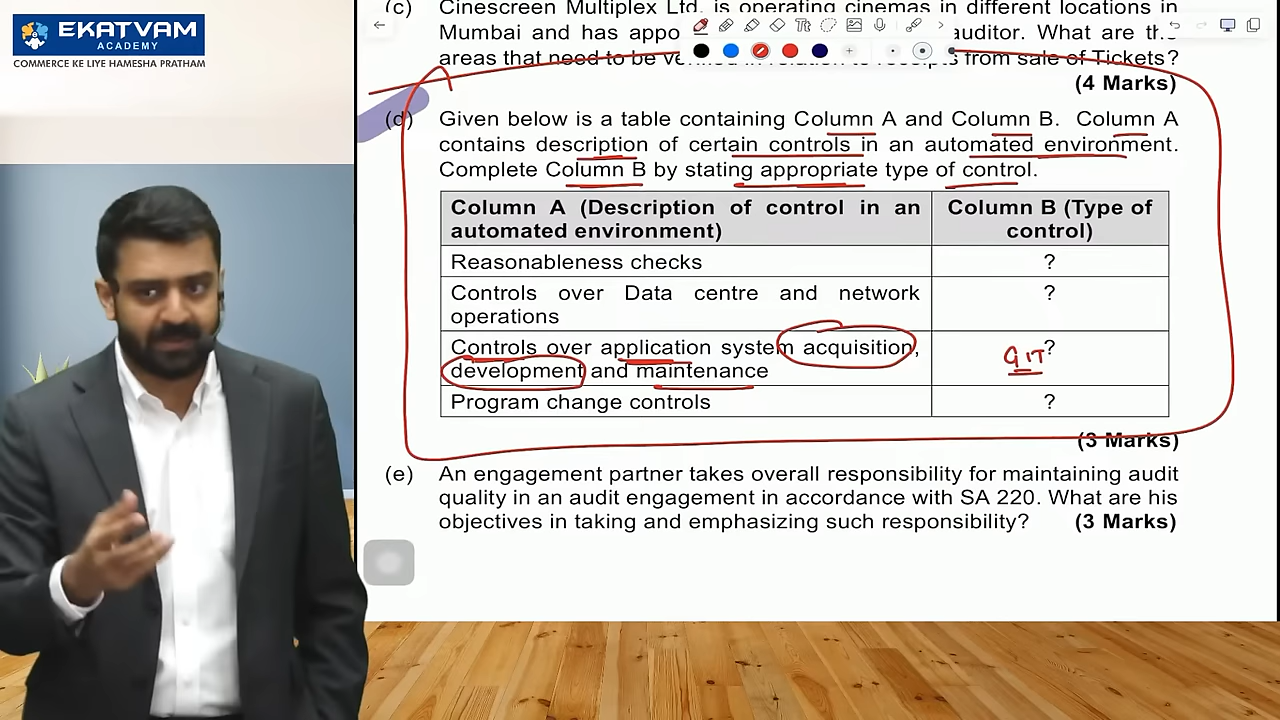 EKATVAM
ACADEMY
COMMERCE KE LIYE HAMESHA PRATHAM
(c) Cinescreen Multiplex Ltd. is operating cinemas in different locations in
Mumbai and has appo auditor. What are the
areas that need to be verified in relation to receipts from sale of Tickets?
(4 Marks)
(d) Given below is a table containing Column A and Column B. Column A
contains description of certain controls in an automated environment.
Complete Column B by stating appropriate type of control.
Column A (Description of control in an automated environment)
Column B (Type of control)
Reasonableness checks ?
Controls over Data centre and network operations ?
Controls over application system acquisition, development and maintenance ?
GIT
Program change controls ?
(3 Marks)
(e) An engagement partner takes overall responsibility for maintaining audit
quality in an audit engagement in accordance with SA 220. What are his
objectives in taking and emphasizing such responsibility? (3 Marks)